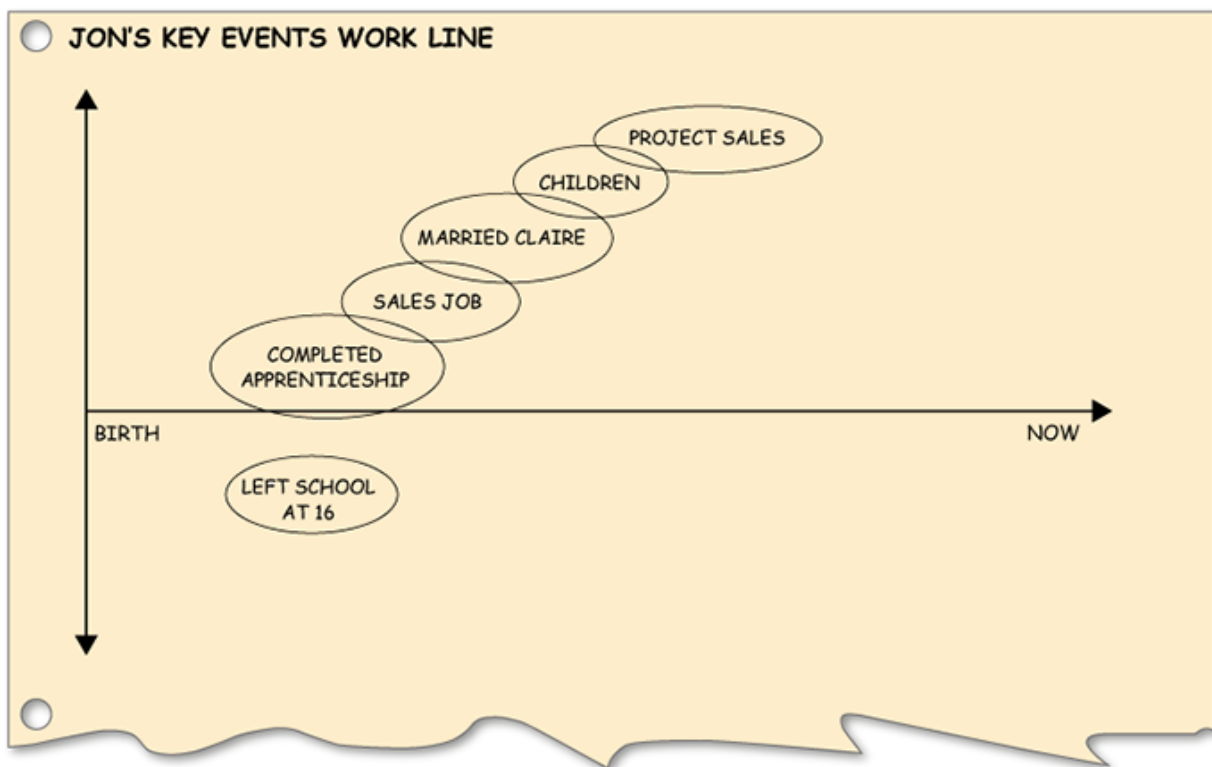 JON'S KEY EVENTS WORK LINE
PROJECT SALES
CHILDREN
MARRIED CLAIRE
SALES JOB
COMPLETED
APPRENTICESHIP
BIRTH
NOW
LEFT SCHOOL
AT 16